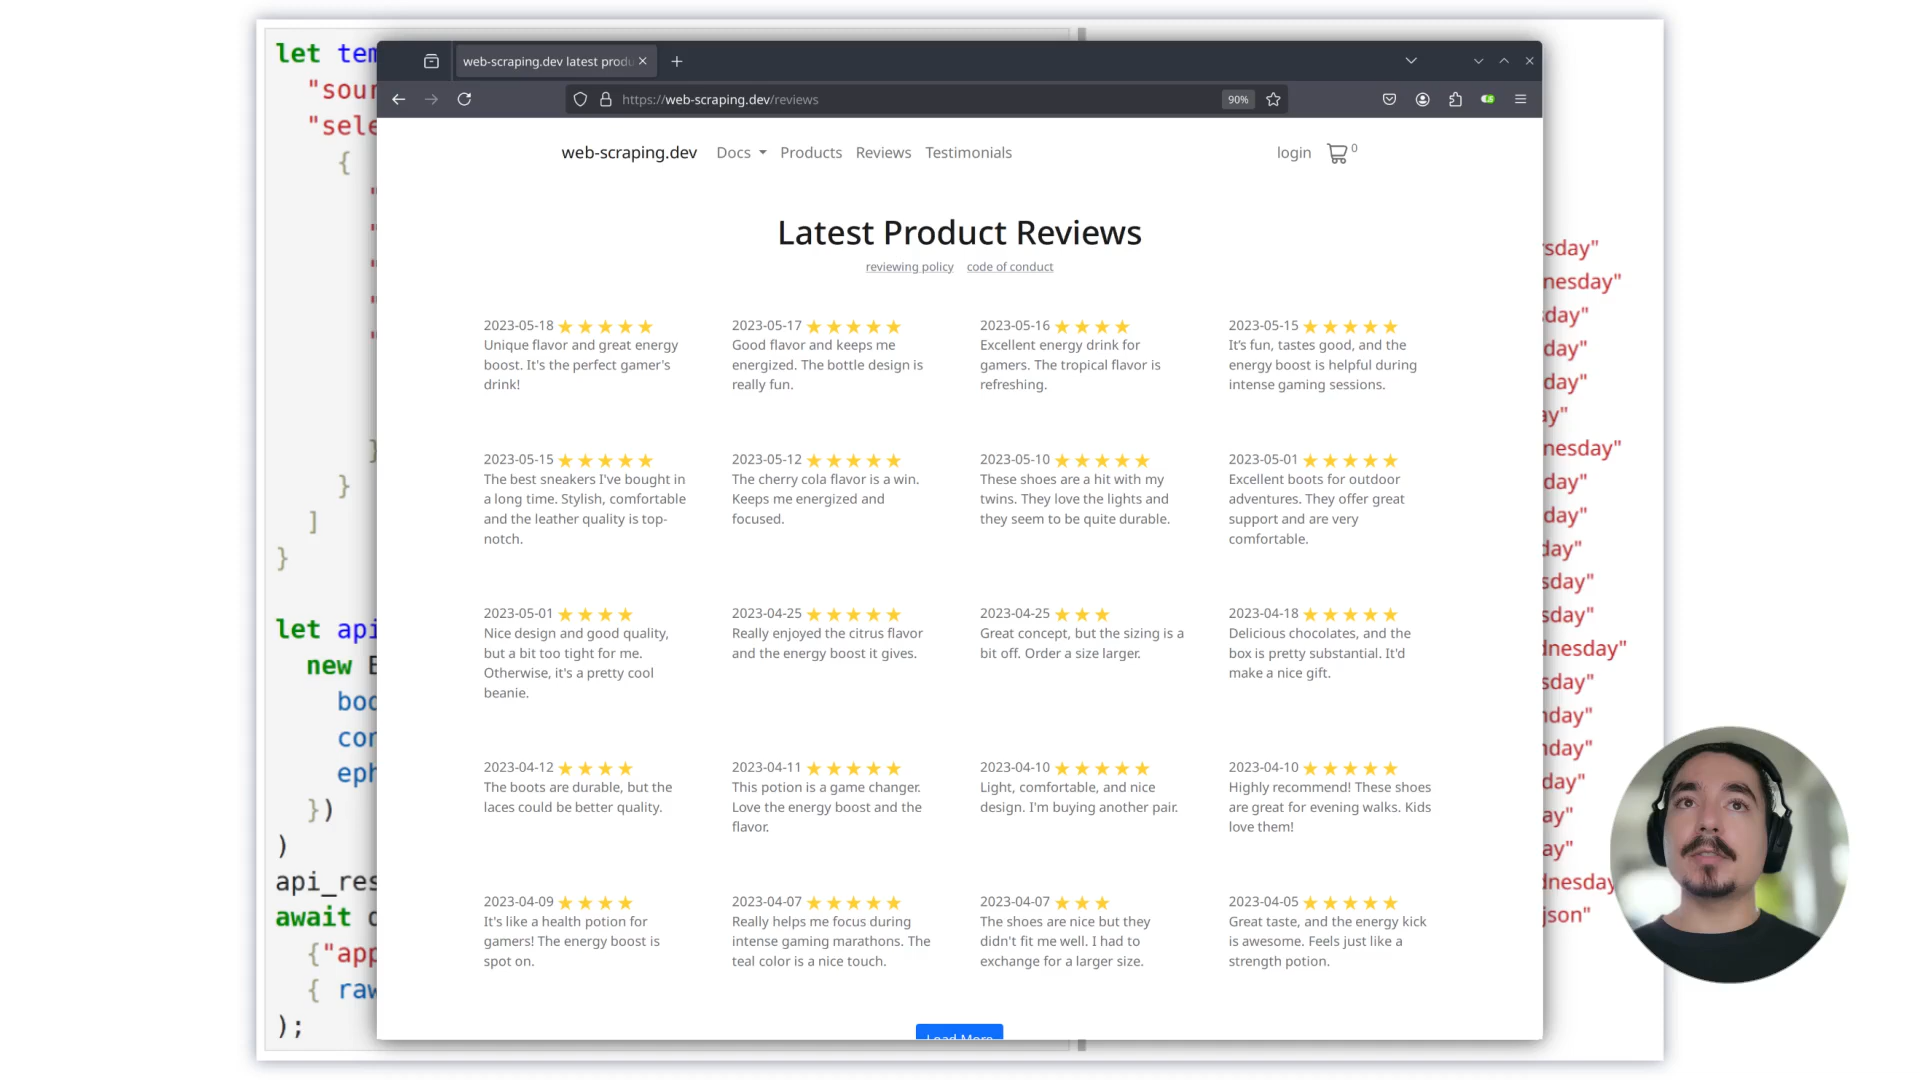 web-scraping.dev latest produ
https://web-scraping.dev/reviews
90%
web-scraping.dev Docs Products Reviews Testimonials login 0
Latest Product Reviews
reviewing policy code of conduct
2023-05-18
Unique flavor and great energy
boost. It's the perfect gamer's
drink!
2023-05-17
Good flavor and keeps me
energized. The bottle design is
really fun.
2023-05-16
Excellent energy drink for
gamers. The tropical flavor is
refreshing.
2023-05-15
It's fun, tastes good, and the
energy boost is helpful during
intense gaming sessions.
2023-05-15
The best sneakers I've bought in
a long time. Stylish, comfortable
and the leather quality is top-
notch.
2023-05-12
The cherry cola flavor is a win.
Keeps me energized and
focused.
2023-05-10
These shoes are a hit with my
twins. They love the lights and
they seem to be quite durable.
2023-05-01
Excellent boots for outdoor
adventures. They offer great
support and are very
comfortable.
2023-05-01
Nice design and good quality,
but a bit too tight for me.
Otherwise, it's a pretty cool
beanie.
2023-04-25
Really enjoyed the citrus flavor
and the energy boost it gives.
2023-04-25
Great concept, but the sizing is a
bit off. Order a size larger.
2023-04-18
Delicious chocolates, and the
box is pretty substantial. It'd
make a nice gift.
2023-04-12
The boots are durable, but the
laces could be better quality.
2023-04-11
This potion is a game changer.
Love the energy boost and the
flavor.
2023-04-10
Light, comfortable, and nice
design. I'm buying another pair.
2023-04-10
Highly recommend! These shoes
are great for evening walks. Kids
love them!
2023-04-09
It's like a health potion for
gamers! The energy boost is
spot on.
2023-04-07
Really helps me focus during
intense gaming marathons. The
teal color is a nice touch.
2023-04-07
The shoes are nice but they
didn't fit me well. I had to
exchange for a larger size.
2023-04-05
Great taste, and the energy kick
is awesome. Feels just like a
strength potion.
Load More
let tem
"sour
"sele
{
}
}
]
}
let api
new
bod
con
eph
})
)
api_res
await
{"app
{ raw
);
sday"
nesday"
day"
day"
day"
ay"
nesday"
day"
day"
day"
sday"
sday"
dnesday"
sday"
day"
day"
day"
ay"
ay"
dnesday
json"